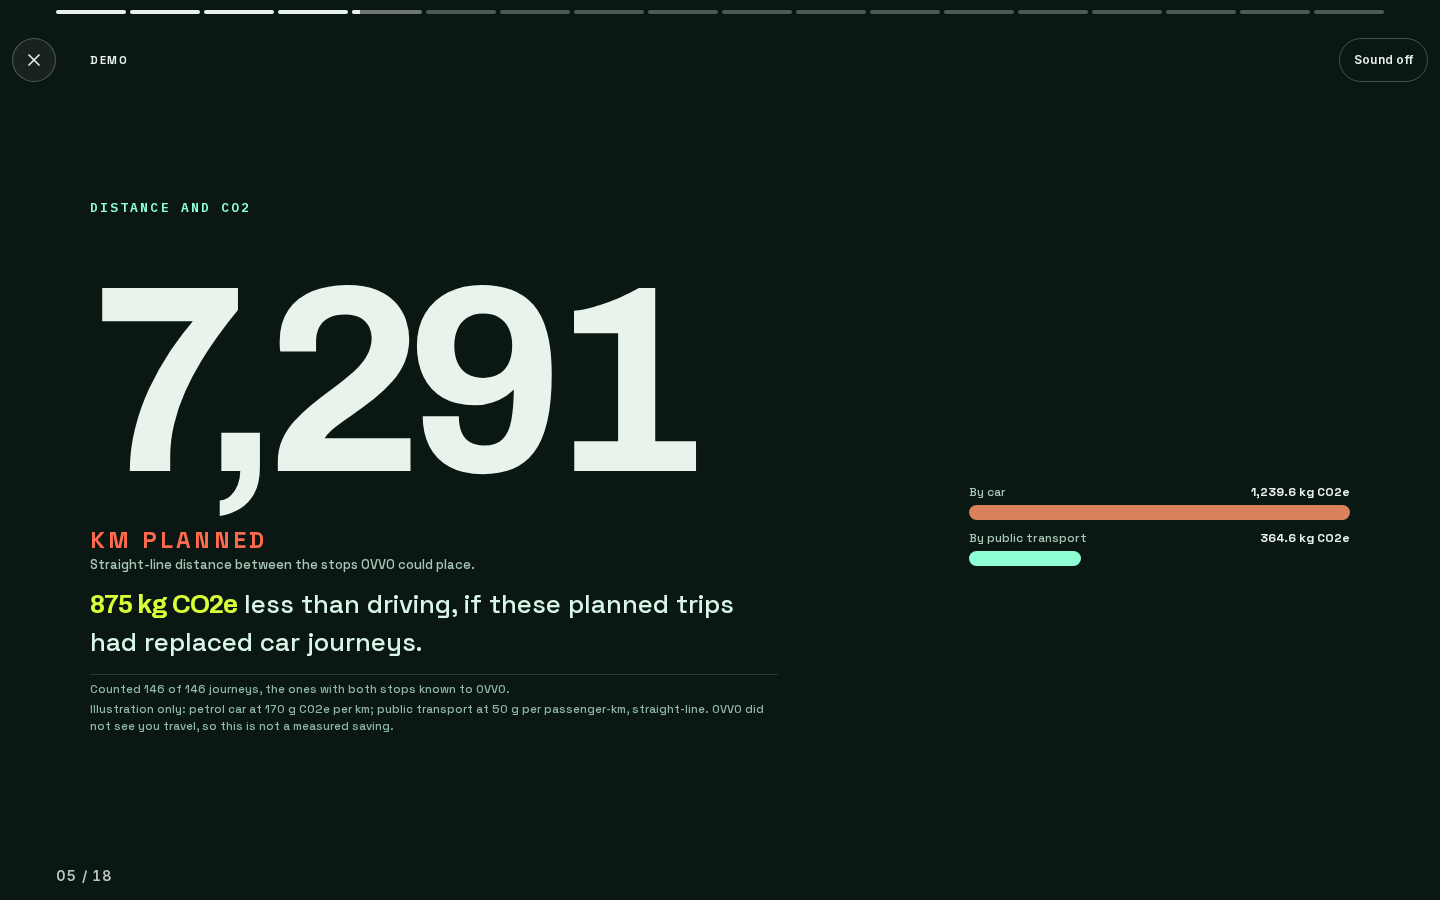 DEMO
Sound off
DISTANCE AND CO2
7,291
KM PLANNED
Straight-line distance between the stops OVVO could place.
875 kg CO2e less than driving, if these planned trips
had replaced car journeys.
Counted 146 of 146 journeys, the ones with both stops known to OVVO.
Illustration only: petrol car at 170 g CO2e per km; public transport at 50 g per passenger-km, straight-line. OVVO did
not see you travel, so this is not a measured saving.
By car 1,239.6 kg CO2e
By public transport 364.6 kg CO2e
05 / 18